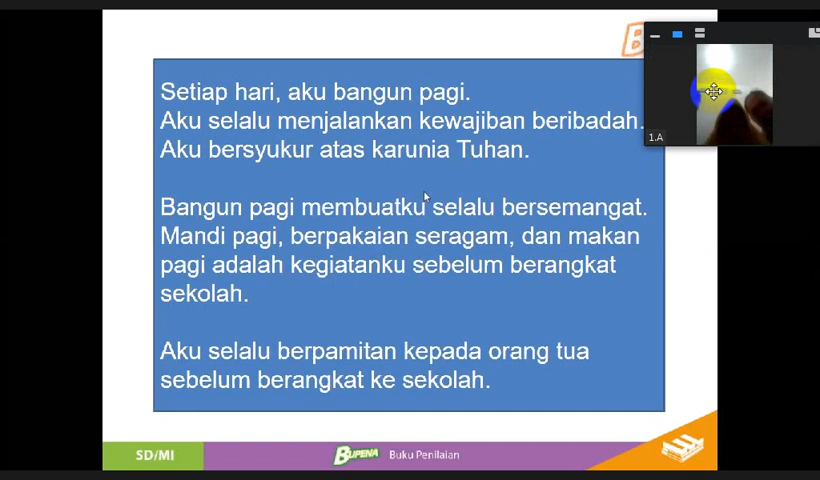 Setiap hari, aku bangun pagi.
Aku selalu menjalankan kewajiban beribadah.
Aku bersyukur atas karunia Tuhan.
Bangun pagi membuatku selalu bersemangat.
Mandi pagi, berpakaian seragam, dan makan
pagi adalah kegiatanku sebelum berangkat
sekolah.
Aku selalu berpamitan kepada orang tua
sebelum berangkat ke sekolah.
1.A
SD/MI
BUPENA
Buku Penilaian